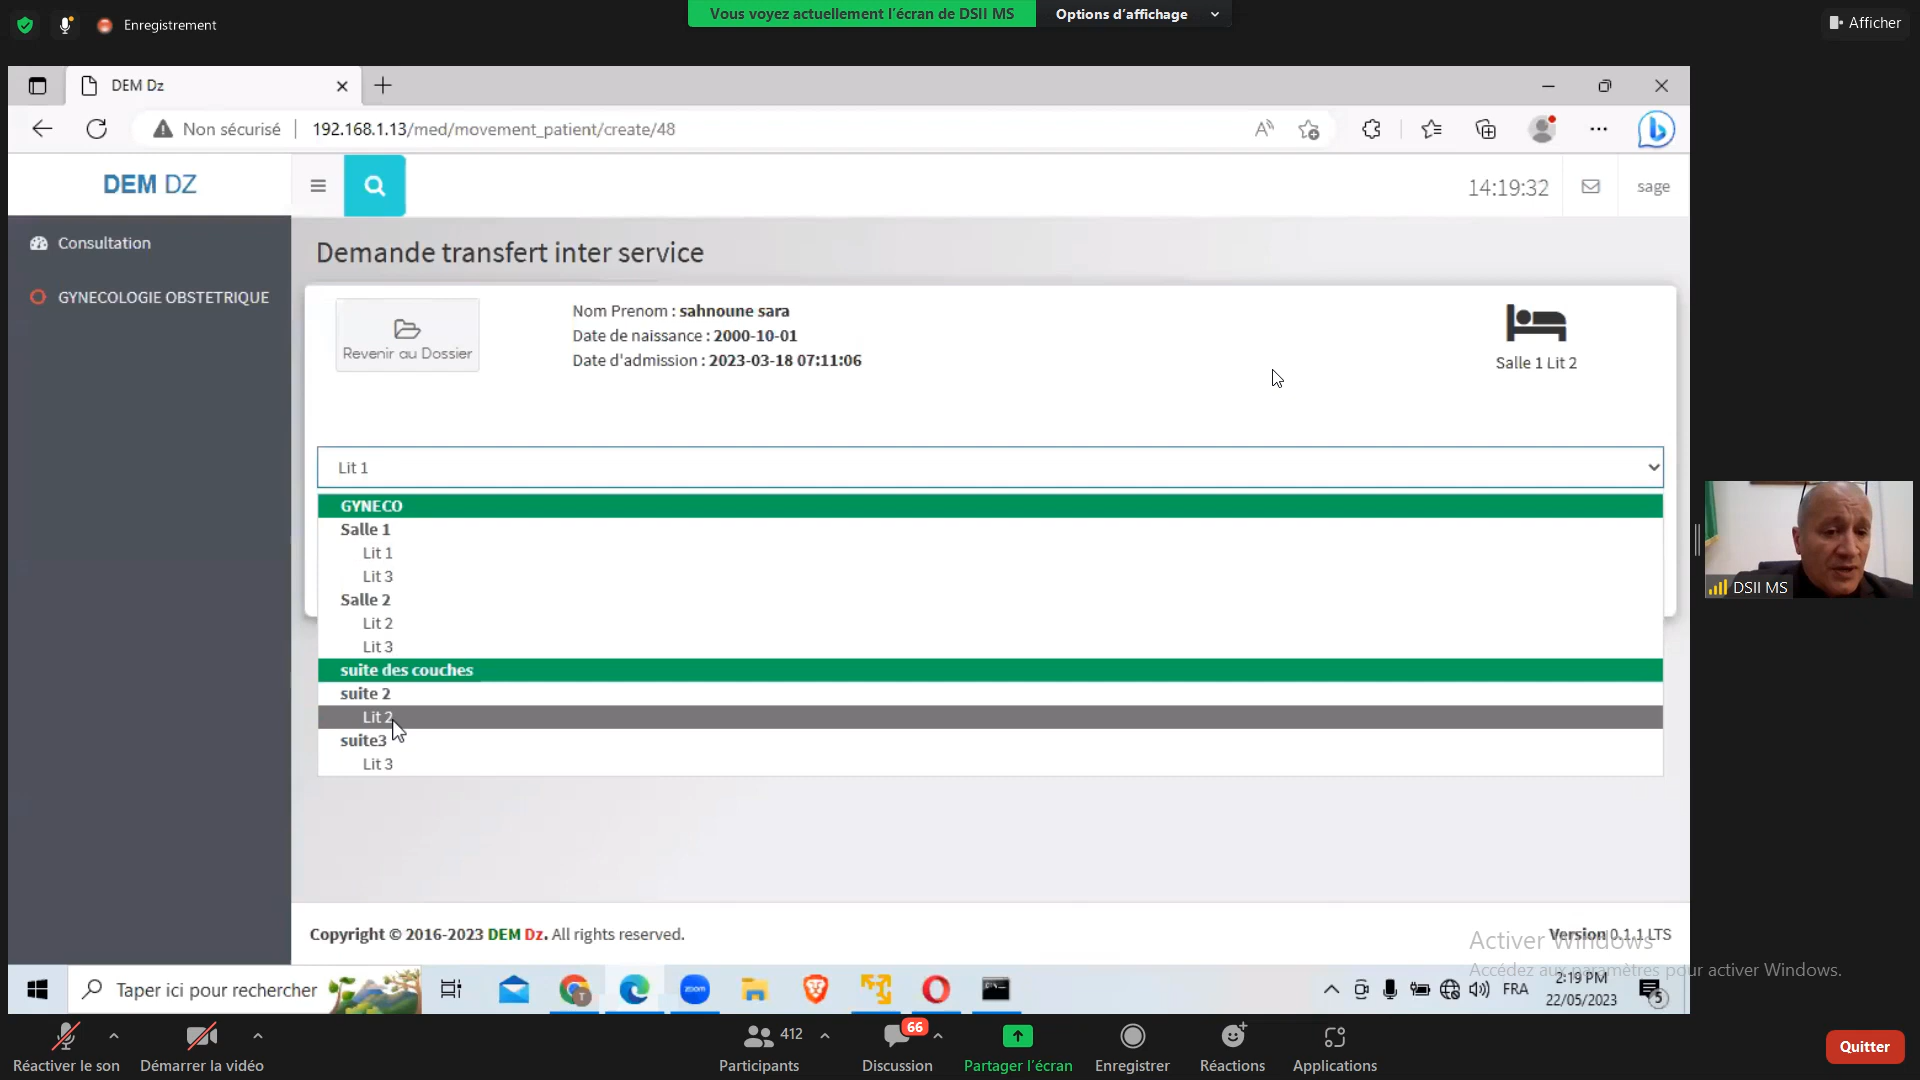 Enregistrement
Vous voyez actuellement l'écran de DSII MS
Options d'affichage
Afficher
DEM Dz
Non sécurisé
192.168.1.13/med/movement_patient/create/48
DEM DZ
14:19:32
sage
Consultation
GYNECOLOGIE OBSTETRIQUE
Demande transfert inter service
Revenir au Dossier
Nom Prenom : sahnoune sara
Date de naissance : 2000-10-01
Date d'admission : 2023-03-18 07:11:06
Salle 1 Lit 2
Lit 1
GYNECO
Salle 1
Lit 1
Lit 3
Salle 2
Lit 2
Lit 3
suite des couches
suite 2
Lit 2
suite3
Lit 3
DSII MS
Copyright © 2016-2023 DEM Dz. All rights reserved.
Version 0.1.1 LTS
Activer Windows
Accédez aux paramètres pour activer Windows.
Taper ici pour rechercher
zoom
FRA
2:19 PM
22/05/2023
5
Réactiver le son
Démarrer la vidéo
412
Participants
66
Discussion
Partager l'écran
Enregistrer
Réactions
Applications
Quitter